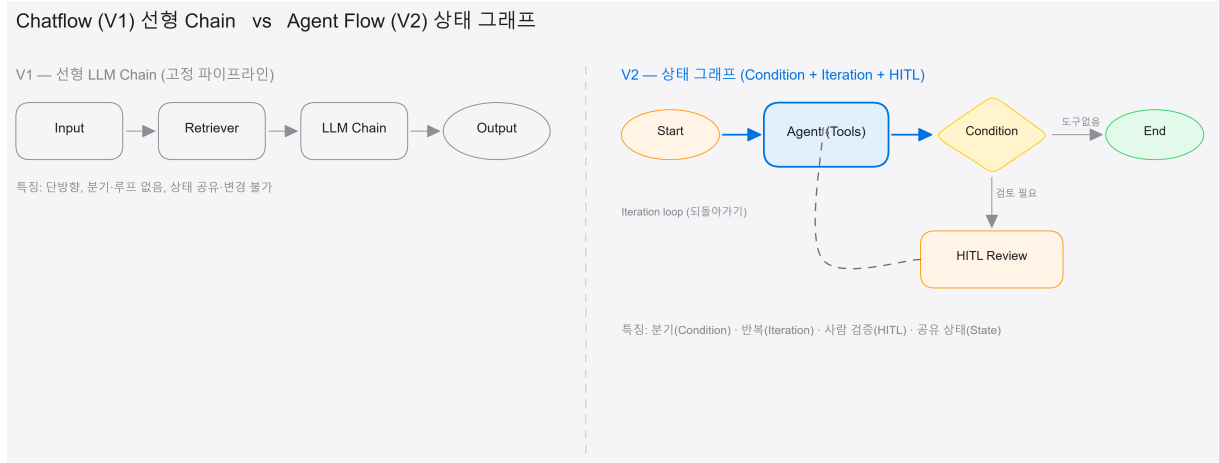 Chatflow (V1) 선형 Chain vs Agent Flow (V2) 상태 그래프
V1 — 선형 LLM Chain (고정 파이프라인)
Input
Retriever
LLM Chain
Output
특징: 단방향, 분기·루프 없음, 상태 공유·변경 불가
V2 — 상태 그래프 (Condition + Iteration + HITL)
Start
Agent (Tools)
Condition
도구없음
End
검토 필요
Iteration loop (되돌아가기)
HITL Review
특징: 분기(Condition) · 반복(Iteration) · 사람 검증(HITL) · 공유 상태(State)